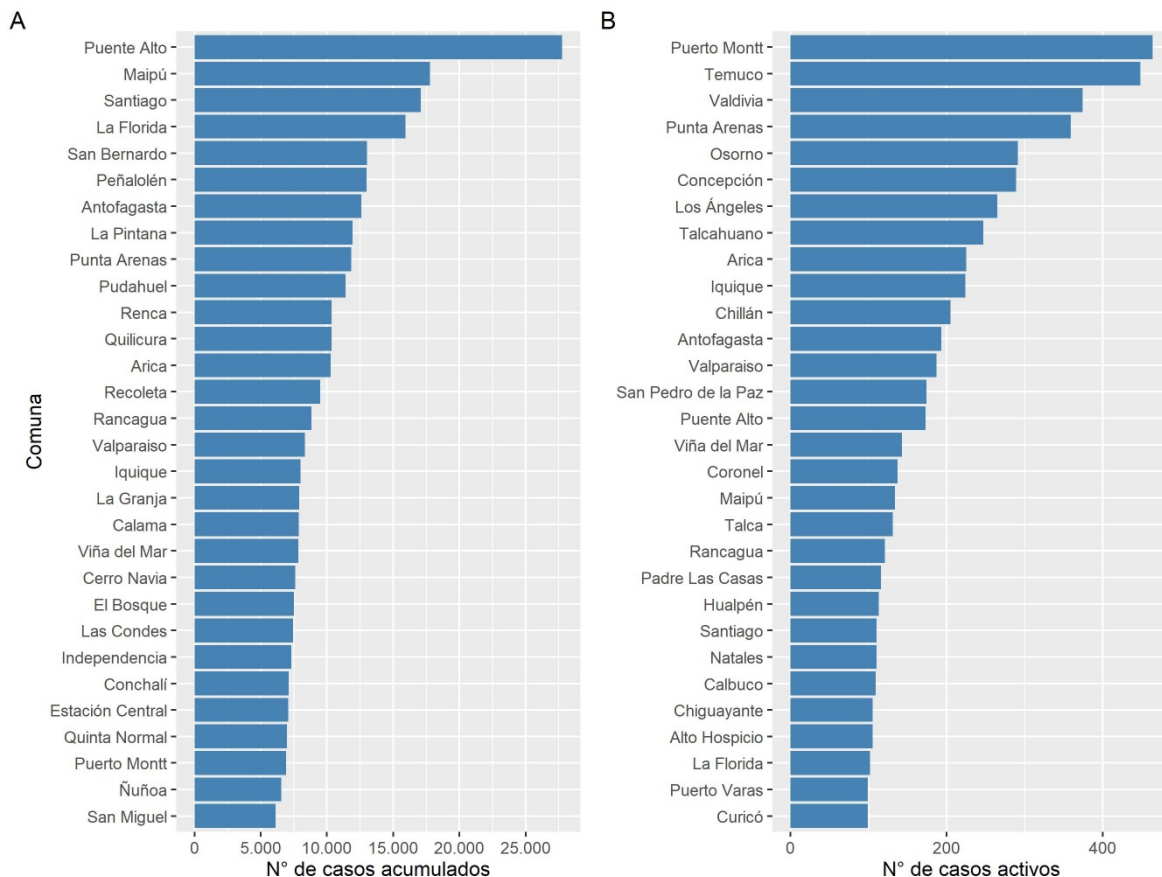 A
Puente Alto
Maipú
Santiago
La Florida
San Bernardo
Peñalolén
Antofagasta
La Pintana
Punta Arenas
Pudahuel
Renca
Quilicura
Arica
Recoleta
Rancagua
Valparaiso
Iquique
La Granja
Calama
Viña del Mar
Cerro Navia
El Bosque
Las Condes
Independencia
Conchalí
Estación Central
Quinta Normal
Puerto Montt
Ñuñoa
San Miguel
Comuna
0 5.000 10.000 15.000 20.000 25.000
N° de casos acumulados
B
Puerto Montt
Temuco
Valdivia
Punta Arenas
Osorno
Concepción
Los Ángeles
Talcahuano
Arica
Iquique
Chillán
Antofagasta
Valparaiso
San Pedro de la Paz
Puente Alto
Viña del Mar
Coronel
Maipú
Talca
Rancagua
Padre Las Casas
Hualpén
Santiago
Natales
Calbuco
Chiguayante
Alto Hospicio
La Florida
Puerto Varas
Curicó
0 200 400
N° de casos activos